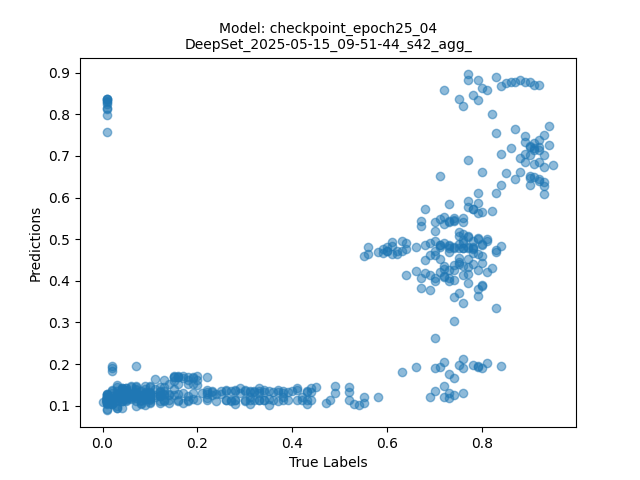 Model: checkpoint_epoch25_04
DeepSet_2025-05-15_09-51-44_s42_agg_
0.9
0.8
0.7
0.6
0.5
0.4
0.3
0.2
0.1
Predictions
0.0 0.2 0.4 0.6 0.8
True Labels